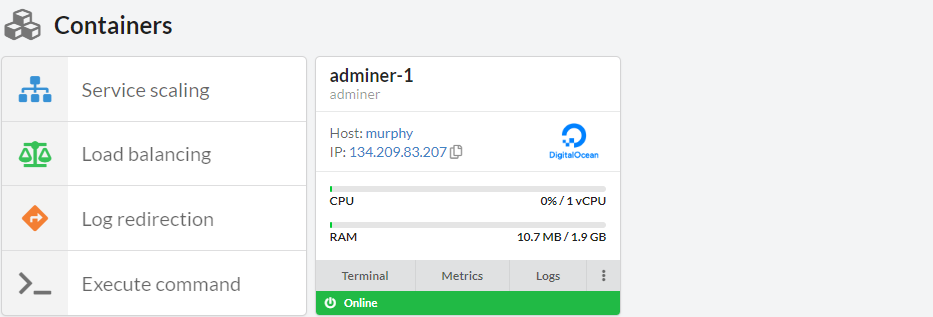 Containers
Service scaling
Load balancing
Log redirection
Execute command
adminer-1
adminer
Host: murphy
IP: 134.209.83.207
DigitalOcean
CPU 0% / 1 vCPU
RAM 10.7 MB / 1.9 GB
Terminal Metrics Logs
Online